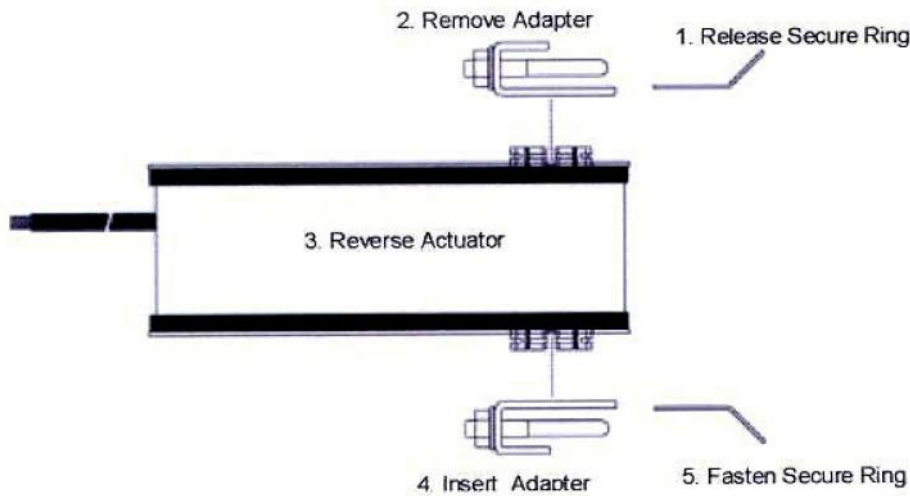 2. Remove Adapter
1. Release Secure Ring
3. Reverse Actuator
4. Insert Adapter
5. Fasten Secure Ring